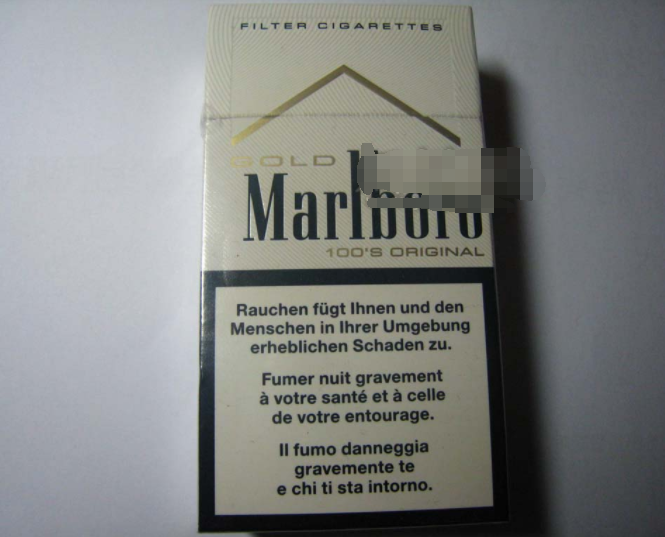 FILTER CIGARETTES
GOLD
Marlboro
100'S ORIGINAL
Rauchen fügt Ihnen und den
Menschen in Ihrer Umgebung
erheblichen Schaden zu.
Fumer nuit gravement
à votre santé et à celle
de votre entourage.
Il fumo danneggia
gravemente te
e chi ti sta intorno.